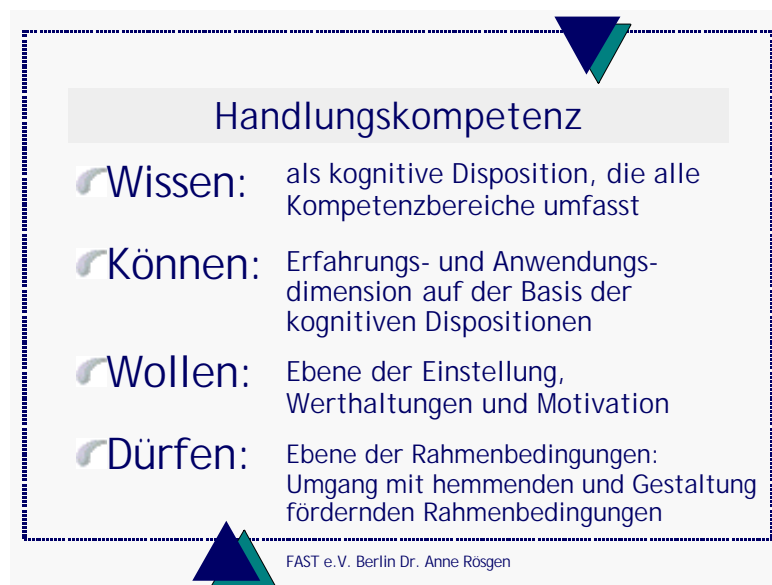 Handlungskompetenz
Wissen: als kognitive Disposition, die alle
Kompetenzbereiche umfasst
Können: Erfahrungs- und Anwendungs-
dimension auf der Basis der
kognitiven Dispositionen
Wollen: Ebene der Einstellung,
Werthaltungen und Motivation
Dürfen: Ebene der Rahmenbedingungen:
Umgang mit hemmenden und Gestaltung
fördernden Rahmenbedingungen
FAST e.V. Berlin Dr. Anne Rösgen